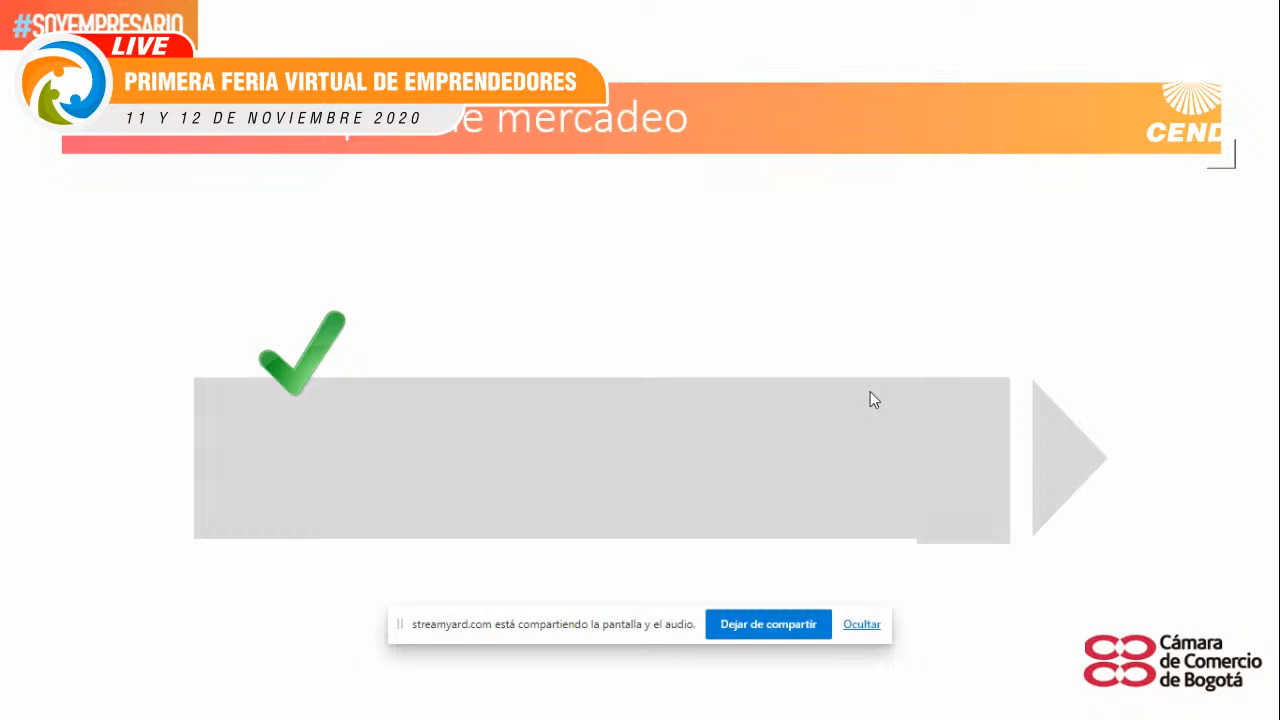 #SOYEMPRESARIO
LIVE
PRIMERA FERIA VIRTUAL DE EMPRENDEDORES
11 Y 12 DE NOVIEMBRE 2020
de mercadeo
streamyard.com está compartiendo la pantalla y el audio.
Dejar de compartir
Ocultar
Cámara
de Comercio
de Bogotá